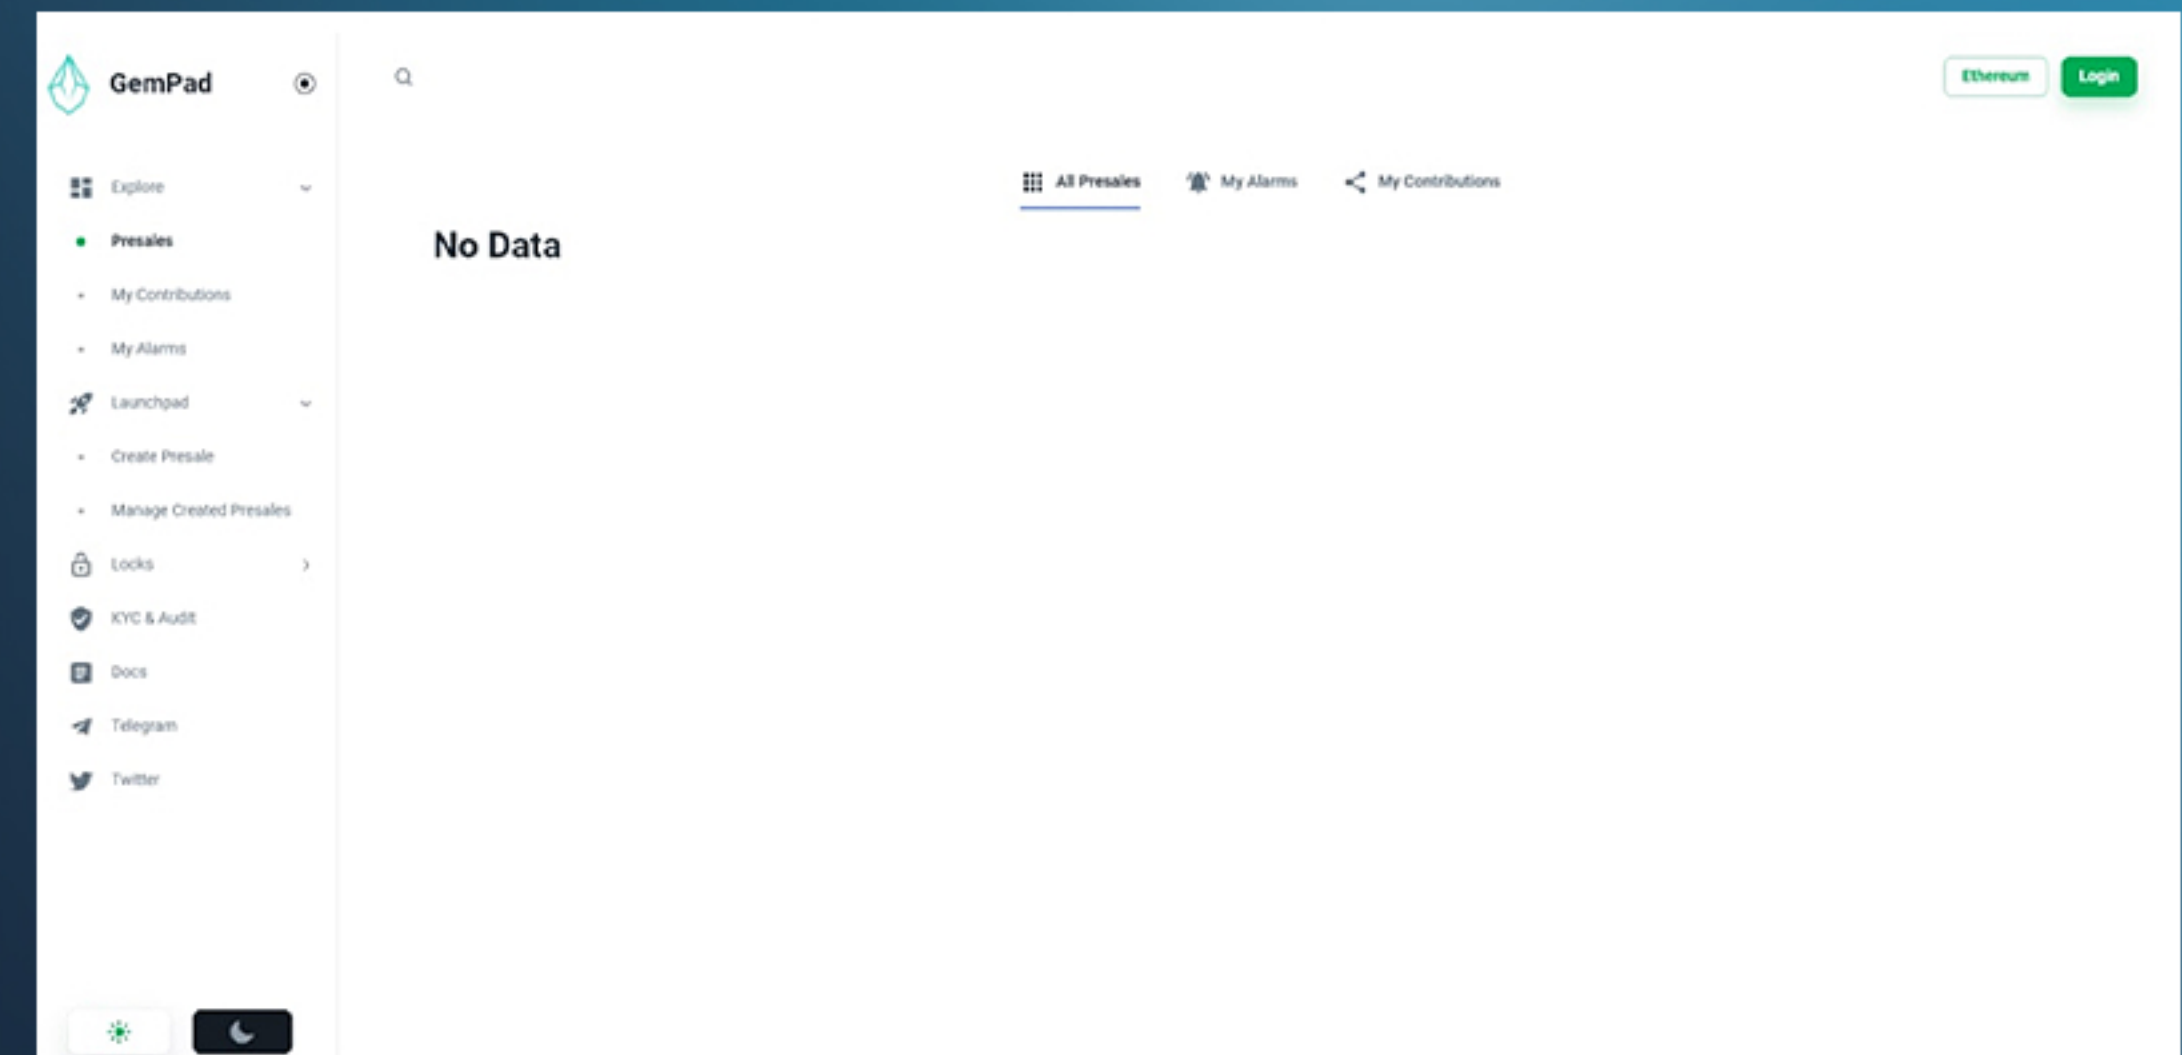 GemPad
Ethereum
Login
Explore
Presales
My Contributions
My Alarms
Launchpad
Create Presale
Manage Created Presales
Locks
KYC & Audit
Docs
Telegram
Twitter
All Presales
My Alarms
My Contributions
No Data